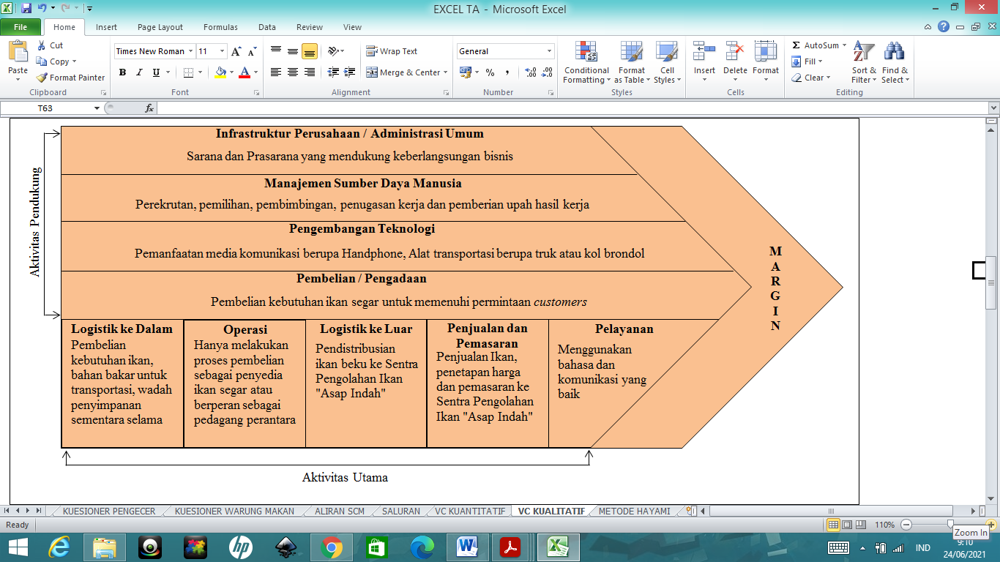 EXCEL TA - Microsoft Excel
File Home Insert Page Layout Formulas Data Review View
Paste
Cut
Copy
Format Painter
Clipboard
Times New Roman 11
B I U
Font
Wrap Text
Merge & Center
Alignment
General
Number
Conditional Formatting
Format as Table
Cell Styles
Styles
Insert Delete Format
Cells
AutoSum
Fill
Clear
Sort & Filter
Find & Select
Editing
T63
fx
Aktivitas Pendukung
Infrastruktur Perusahaan / Administrasi Umum
Sarana dan Prasarana yang mendukung keberlangsungan bisnis
Manajemen Sumber Daya Manusia
Perekrutan, pemilihan, pembimbingan, penugasan kerja dan pemberian upah hasil kerja
Pengembangan Teknologi
Pemanfaatan media komunikasi berupa Handphone, Alat transportasi berupa truk atau kol brondol
Pembelian / Pengadaan
Pembelian kebutuhan ikan segar untuk memenuhi permintaan customers
MARGIN
Logistik ke Dalam
Pembelian
kebutuhan ikan,
bahan bakar untuk
transportasi, wadah
penyimpanan
sementara selama
Operasi
Hanya melakukan
proses pembelian
sebagai penyedia
ikan segar atau
berperan sebagai
pedagang perantara
Logistik ke Luar
Pendistribusian
ikan beku ke Sentra
Pengolahan Ikan
"Asap Indah"
Penjualan dan
Pemasaran
Penjualan Ikan,
penetapan harga
dan pemasaran ke
Sentra Pengolahan
Ikan "Asap Indah"
Pelayanan
Menggunakan
bahasa dan
komunikasi yang
baik
Aktivitas Utama
KUESIONER PENGECER KUESIONER WARUNG MAKAN ALIRAN SCM SALURAN VC KUANTITATIF VC KUALITATIF METODE HAYAMI
Ready
110%
Zoom In
IND
9:10
24/06/2021